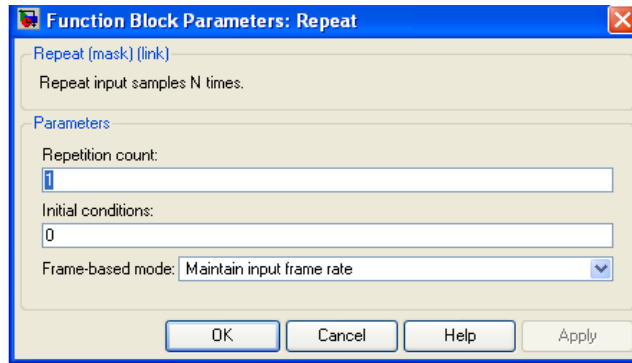 Function Block Parameters: Repeat
Repeat (mask) (link)
Repeat input samples N times.
Parameters
Repetition count:
1
Initial conditions:
0
Frame-based mode: Maintain input frame rate
OK Cancel Help Apply